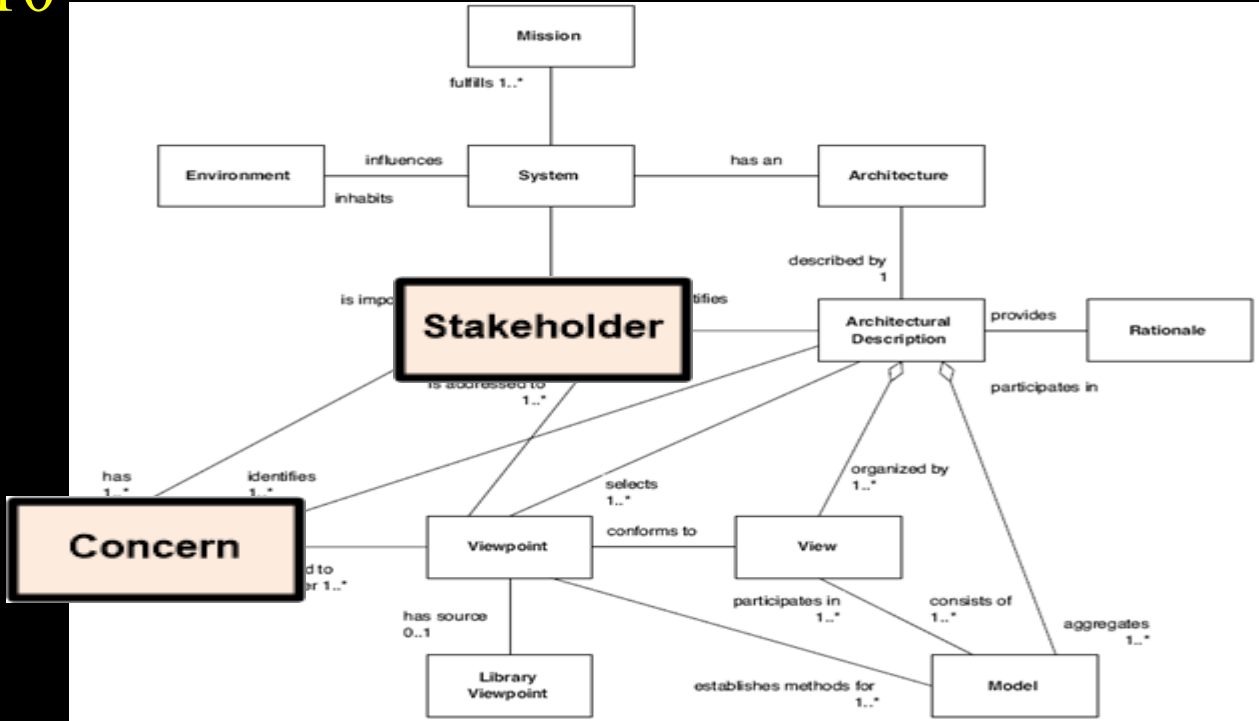 Mission
fulfills 1..*
influences
has an
Environment
System
Architecture
inhabits
described by
1
is impo
tifies
Stakeholder
Architectural
Description
provides
Rationale
is addressed to
1..*
participates in
has
1..*
identifies
1..*
selects
1..*
organized by
1..*
Concern
Viewpoint
conforms to
View
d to
er 1..*
has source
0..1
participates in
1..*
consists of
1..*
aggregates
1..*
Library
Viewpoint
establishes methods for
1..*
Model